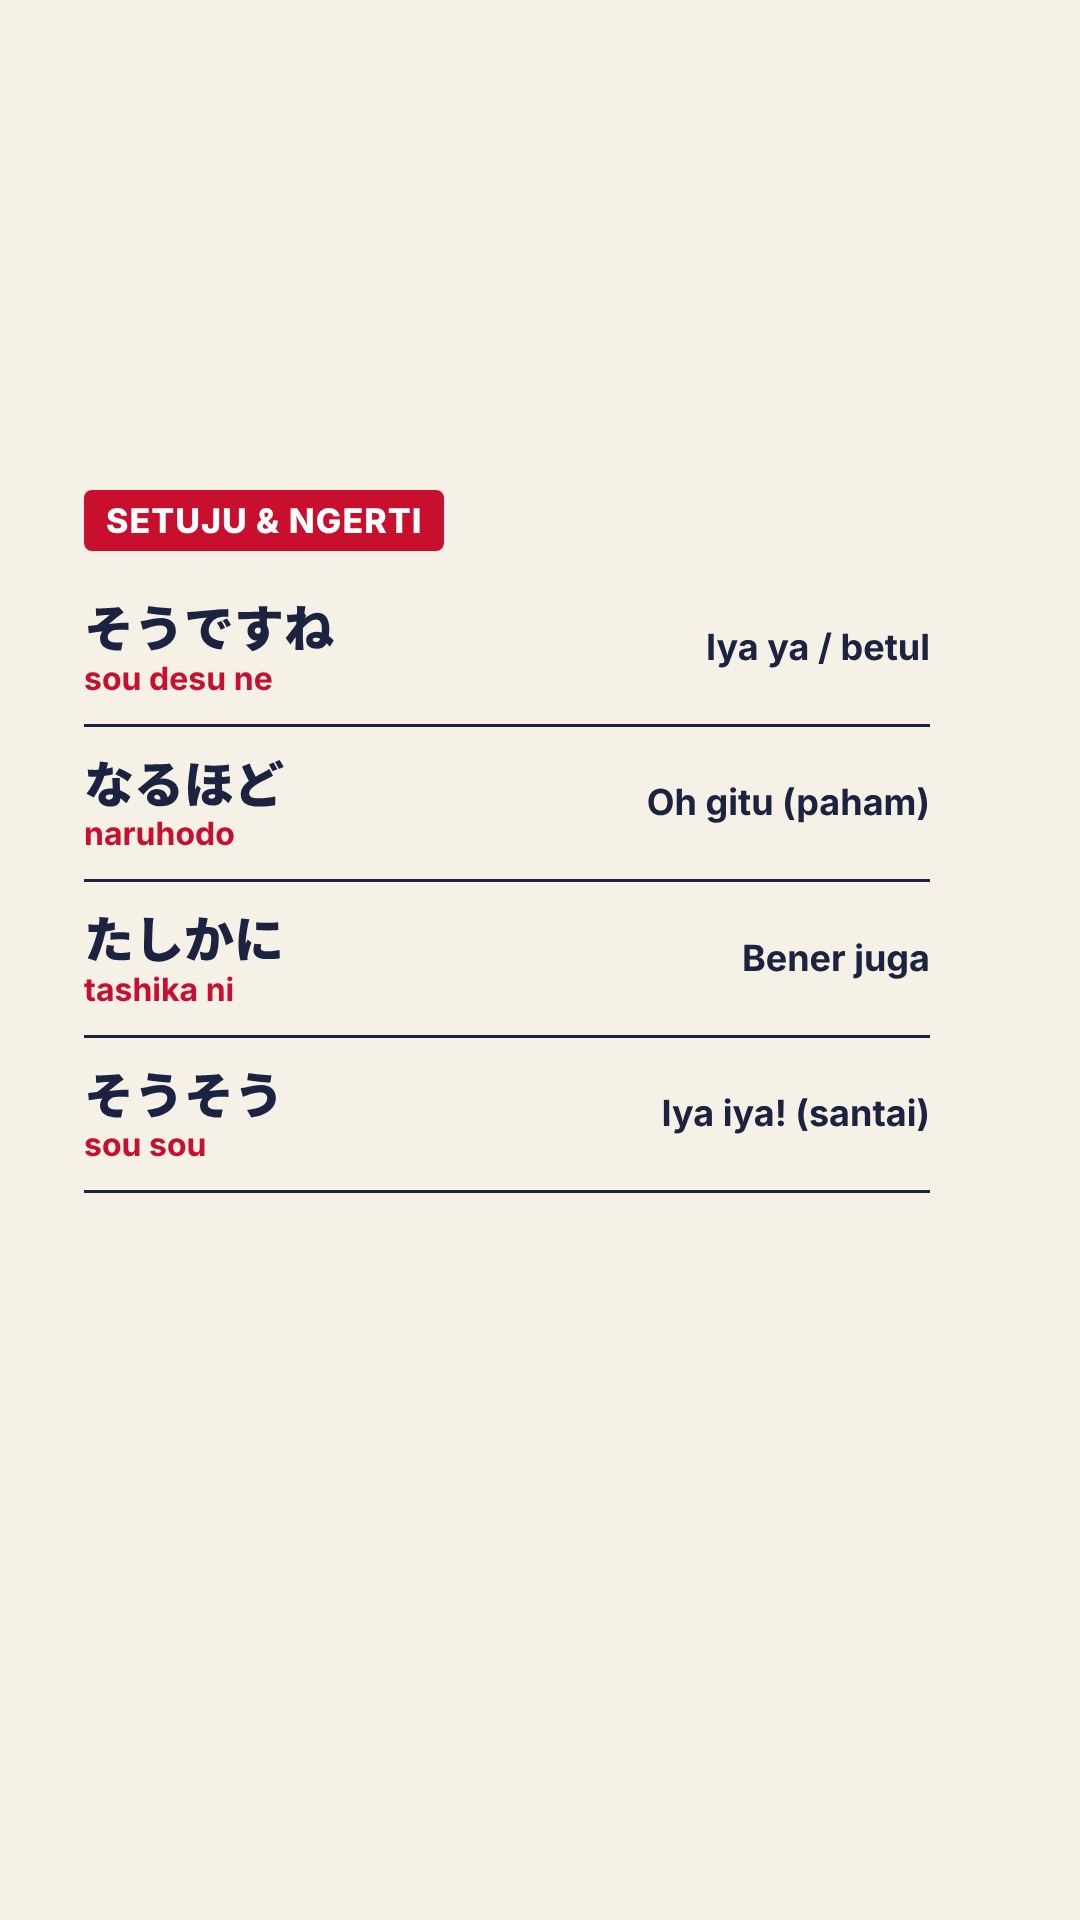 SETUJU & NGERTI
そうですね
sou desu ne
Iya ya / betul
なるほど
naruhodo
Oh gitu (paham)
たしかに
tashika ni
Bener juga
そうそう
sou sou
Iya iya! (santai)